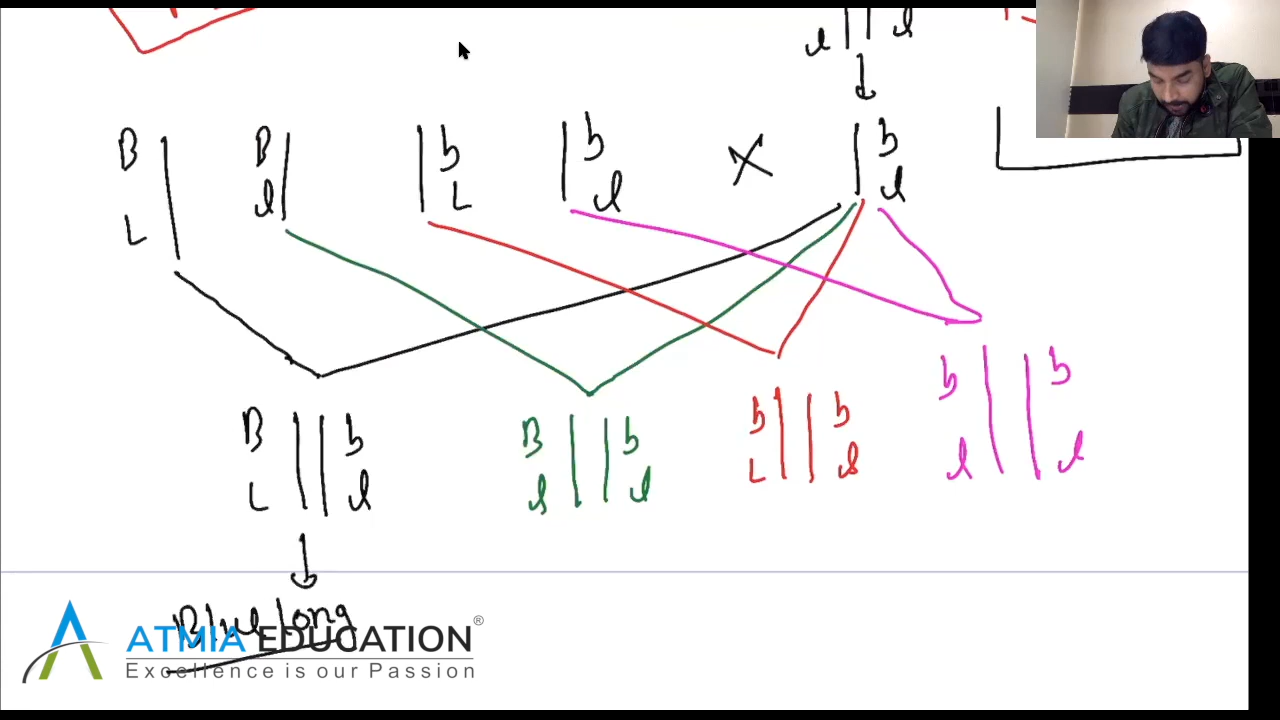 l l
B B b b X b
L l L l l
B b B b b b b b
L l l l L l l l
Blue long
ATMIA EDUCATION®
Excellence is our Passion